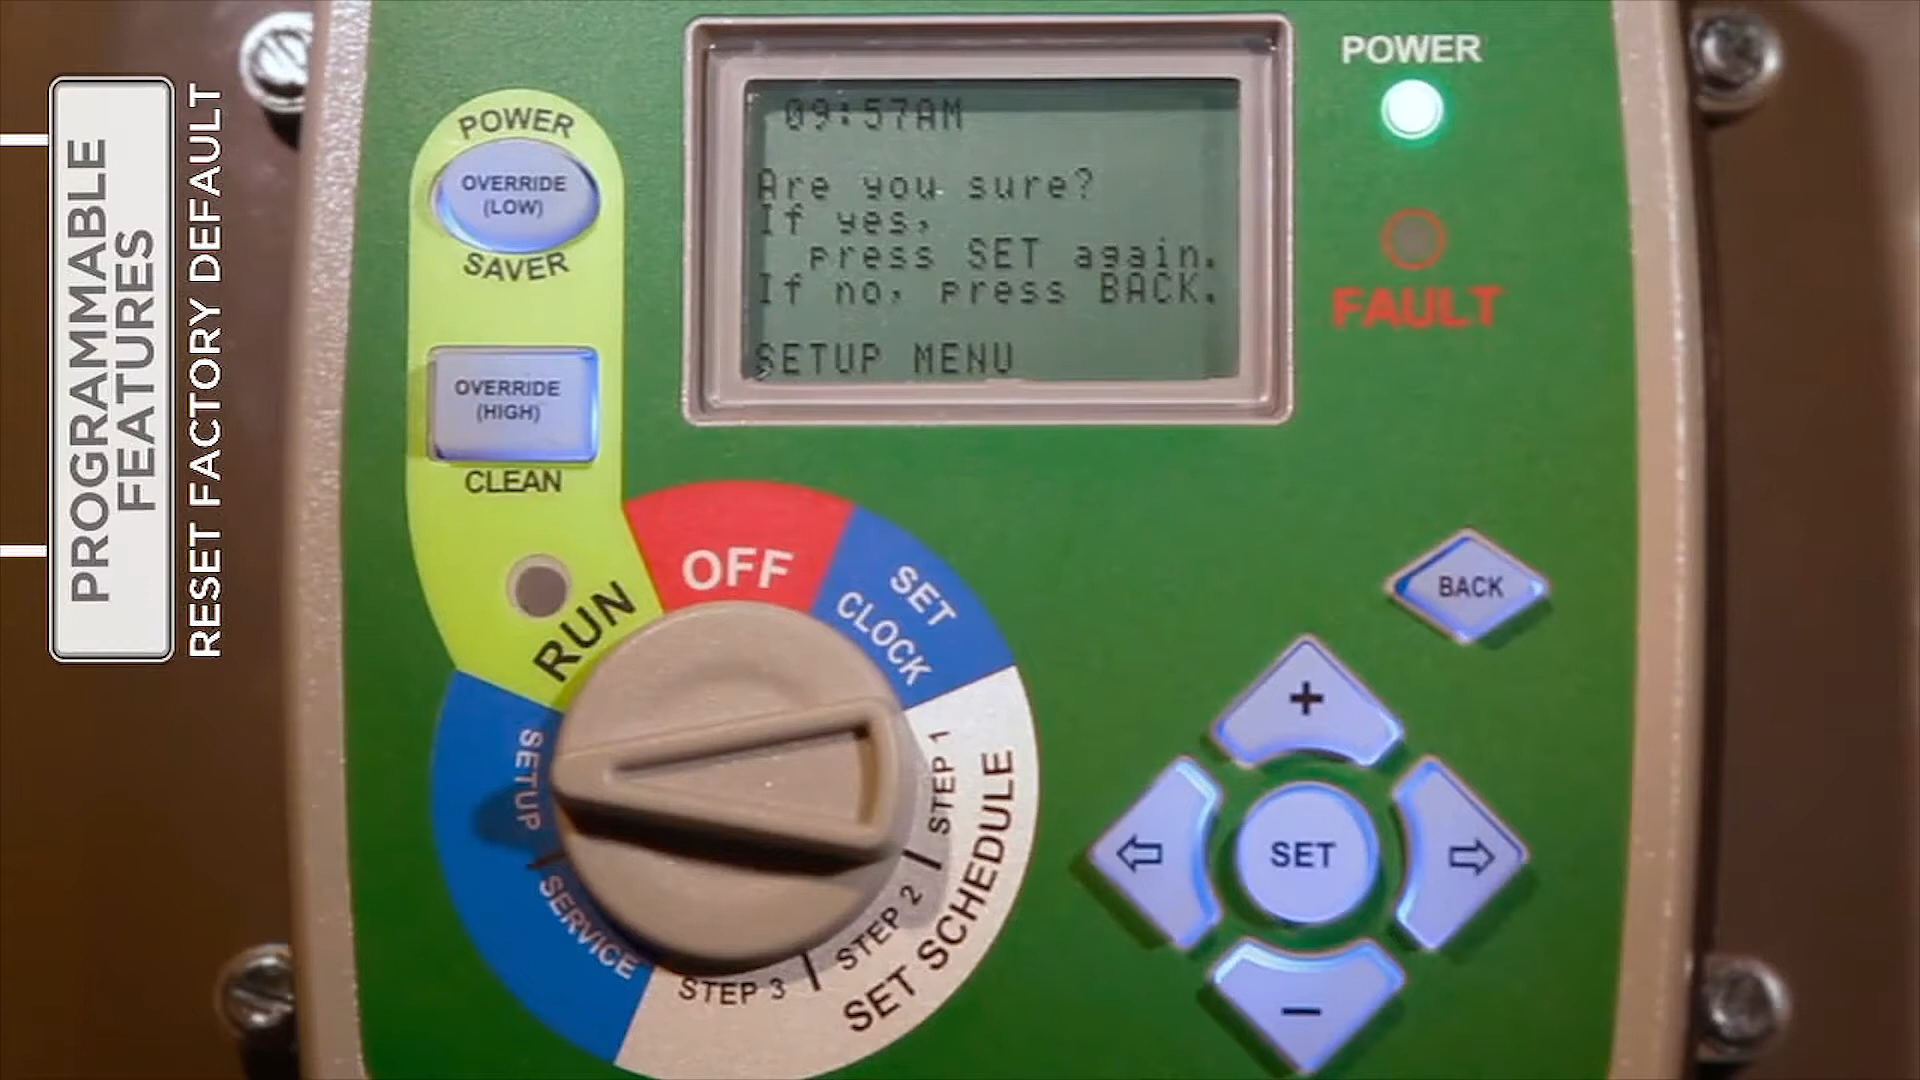 PROGRAMMABLE
FEATURES
RESET FACTORY DEFAULT
POWER
OVERRIDE
(LOW)
SAVER
OVERRIDE
(HIGH)
CLEAN
09:57AM
Are you sure?
If yes,
press SET again.
If no, press BACK.
SETUP MENU
POWER
FAULT
RUN
OFF
SET
CLOCK
STEP 1
STEP 2
STEP 3
SET SCHEDULE
SERVICE
SETUP
BACK
+
SET
−